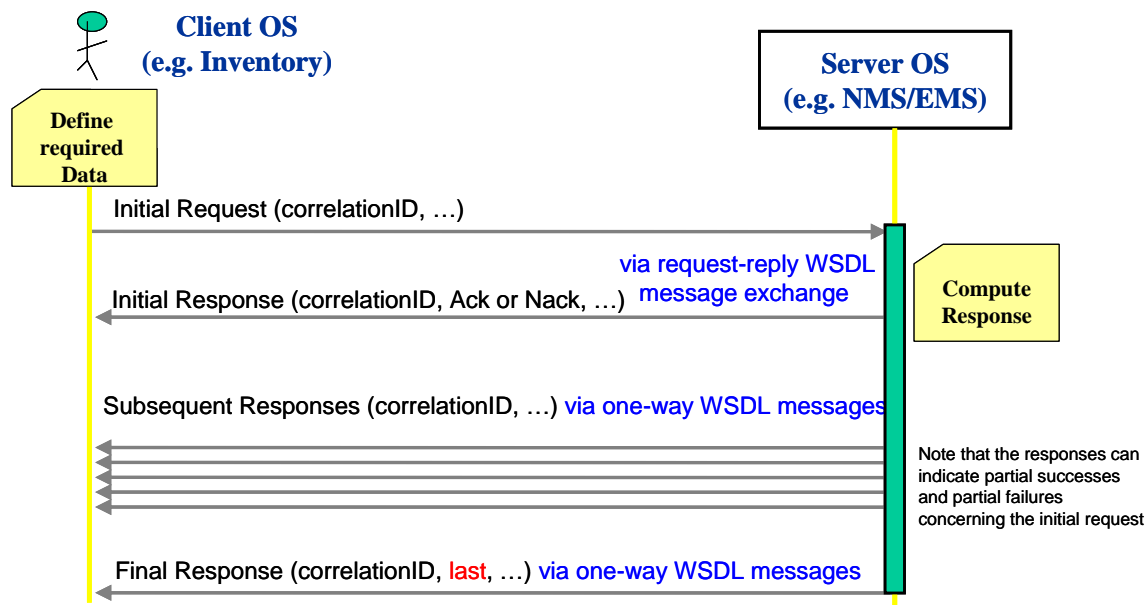 Client OS
(e.g. Inventory)
Server OS
(e.g. NMS/EMS)
Define
required
Data
Initial Request (correlationID, …)
via request-reply WSDL
message exchange
Initial Response (correlationID, Ack or Nack, …)
Compute
Response
Subsequent Responses (correlationID, …) via one-way WSDL messages
Note that the responses can
indicate partial successes
and partial failures
concerning the initial request
Final Response (correlationID, last, …) via one-way WSDL messages